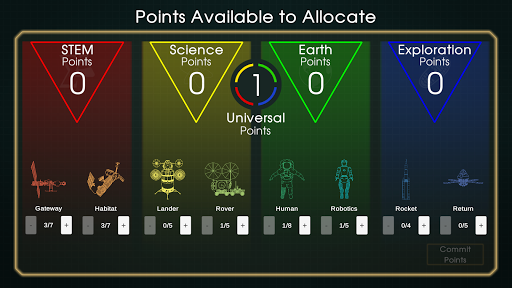 Points Available to Allocate
STEM
Points
0
Science
Points
0
1
Universal
Points
Earth
Points
0
Exploration
Points
0
Gateway
Habitat
Lander
Rover
Human
Robotics
Rocket
Return
- 3/7 +
- 3/7 +
- 0/5 +
- 1/5 +
- 1/8 +
- 1/5 +
- 0/4 +
- 0/5 +
Commit
Points